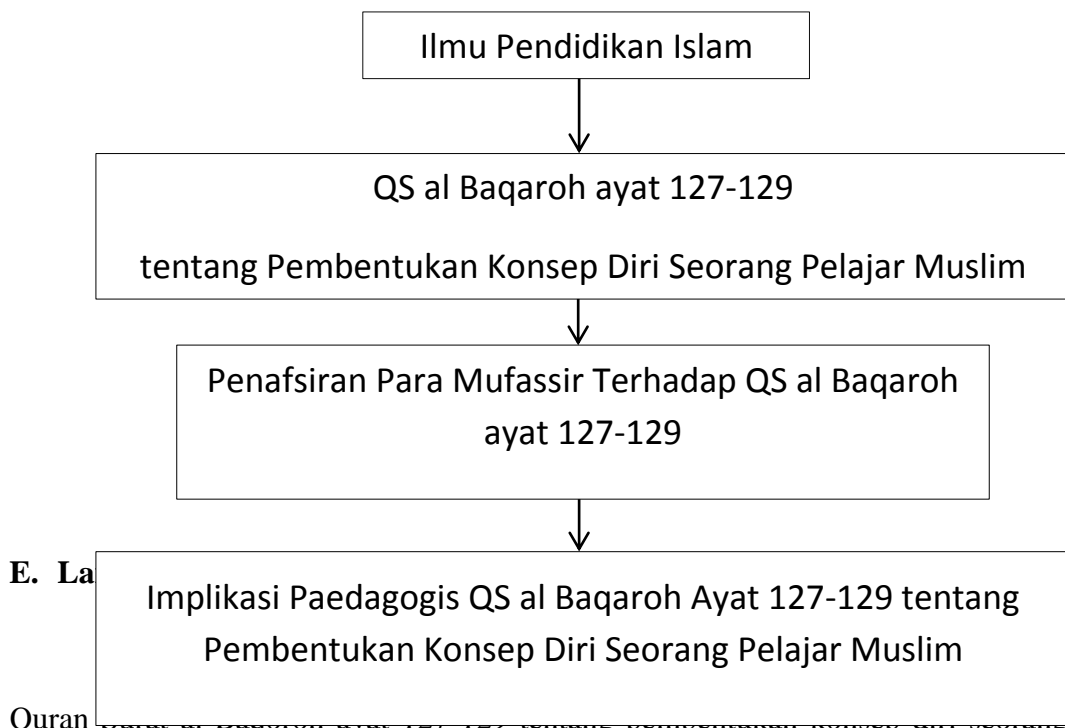 Ilmu Pendidikan Islam
QS al Baqaroh ayat 127-129
tentang Pembentukan Konsep Diri Seorang Pelajar Muslim
Penafsiran Para Mufassir Terhadap QS al Baqaroh
ayat 127-129
E. La
Implikasi Paedagogis QS al Baqaroh Ayat 127-129 tentang
Pembentukan Konsep Diri Seorang Pelajar Muslim
Quran